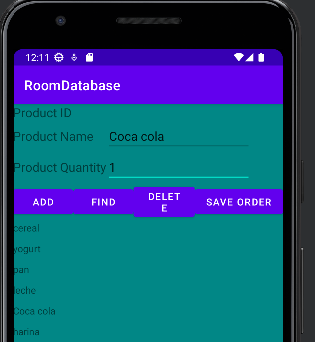 12:11
RoomDatabase
Product ID
Product Name Coca cola
Product Quantity 1
ADD FIND DELET E SAVE ORDER
cereal
yogurt
pan
leche
Coca cola
harina